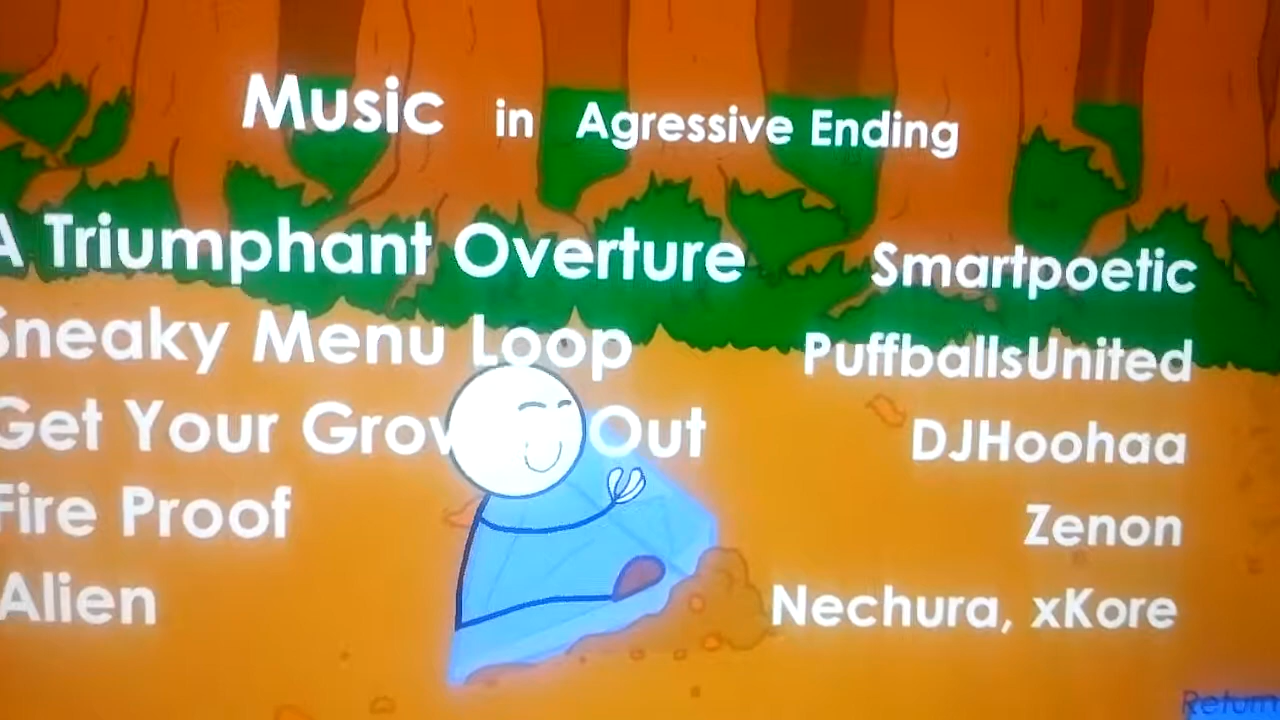 Music in Agressive Ending
A Triumphant Overture Smartpoetic
Sneaky Menu Loop PuffballsUnited
Get Your Grov Out DJHoohaa
Fire Proof Zenon
Alien Nechura, xKore
Return